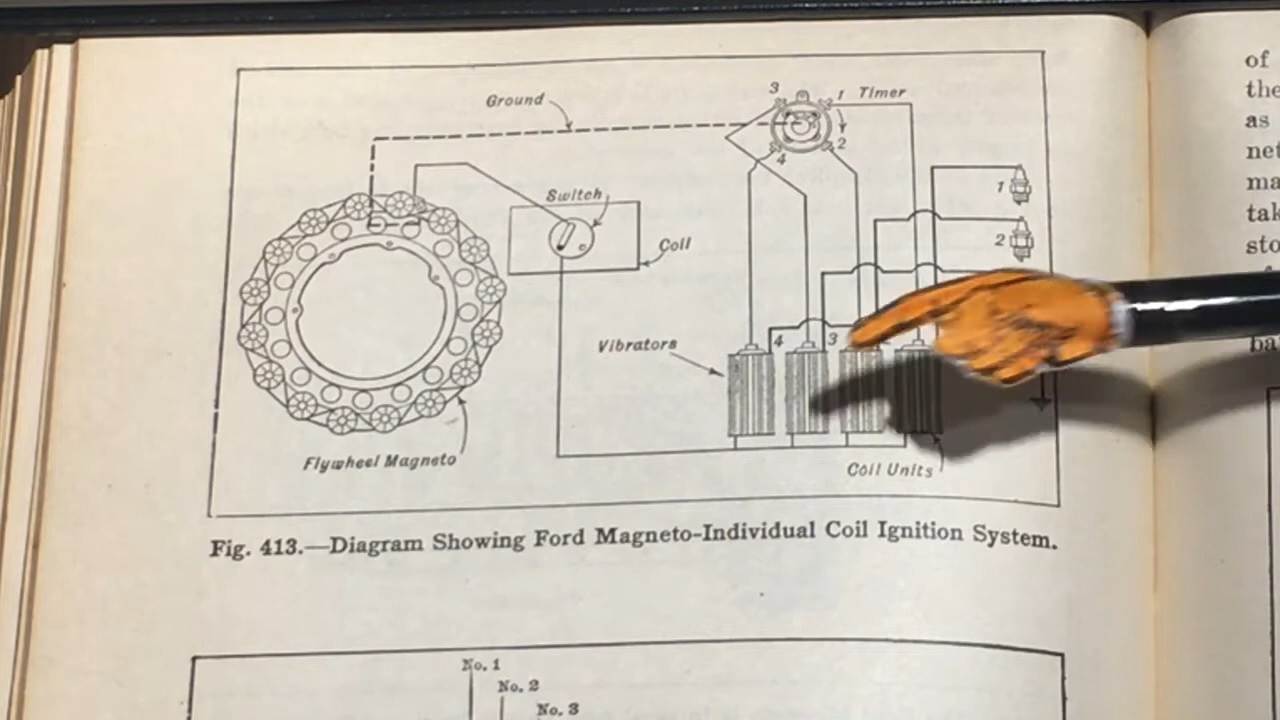 Ground
3
1
Timer
2
4
Switch
Coil
1
2
Vibrators
4
3
Flywheel Magneto
Coil Units
Fig. 413.—Diagram Showing Ford Magneto-Individual Coil Ignition System.
No. 1
No. 2
No. 3
of
the
as
net
ma
tak
sto